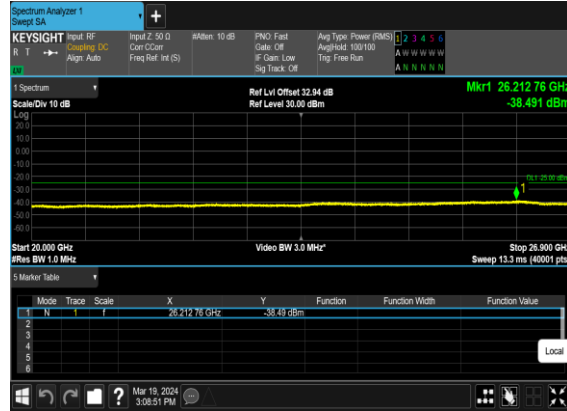 Spectrum Analyzer 1
Swept SA
+
KEYSIGHT Input: RF Input Z: 50 Ω #Atten: 10 dB PNO: Fast Avg Type: Power (RMS) 1 2 3 4 5 6
R T Coupling: DC Corr CCorr Gate: Off Avg|Hold: 100/100 A W W W W W
Align: Auto Freq Ref: Int (S) IF Gain: Low Trig: Free Run
Sig Track: Off A N N N N N
1 Spectrum Ref Lvl Offset 32.94 dB Mkr1 26.212 76 GHz
Scale/Div 10 dB Ref Level 30.00 dBm -38.491 dBm
Log
20.0
10.0
0.00
-10.0
-20.0
DL1 -25.00 dBm
-30.0
1
-40.0
-50.0
-60.0
Start 20.000 GHz Video BW 3.0 MHz* Stop 26.900 GHz
#Res BW 1.0 MHz Sweep 13.3 ms (40001 pts)
5 Marker Table
Mode Trace Scale X Y Function Function Width Function Value
1 N 1 f 26.212 76 GHz -38.49 dBm
2
3
4
5
6
Local
? Mar 19, 2024
3:08:51 PM